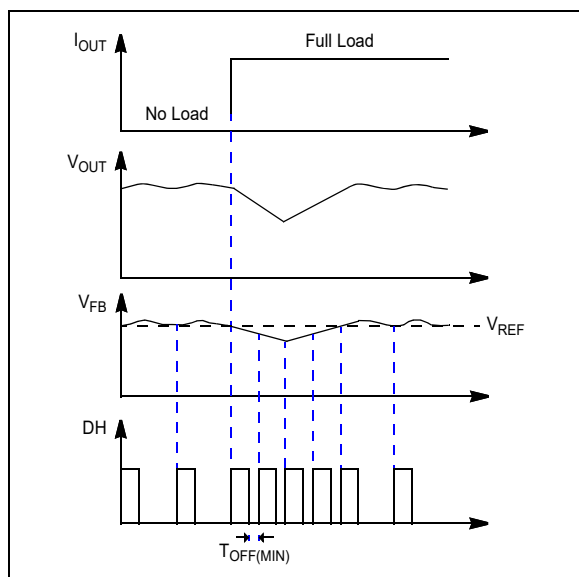 I_OUT
Full Load
No Load
V_OUT
V_FB
V_REF
DH
T_OFF(MIN)